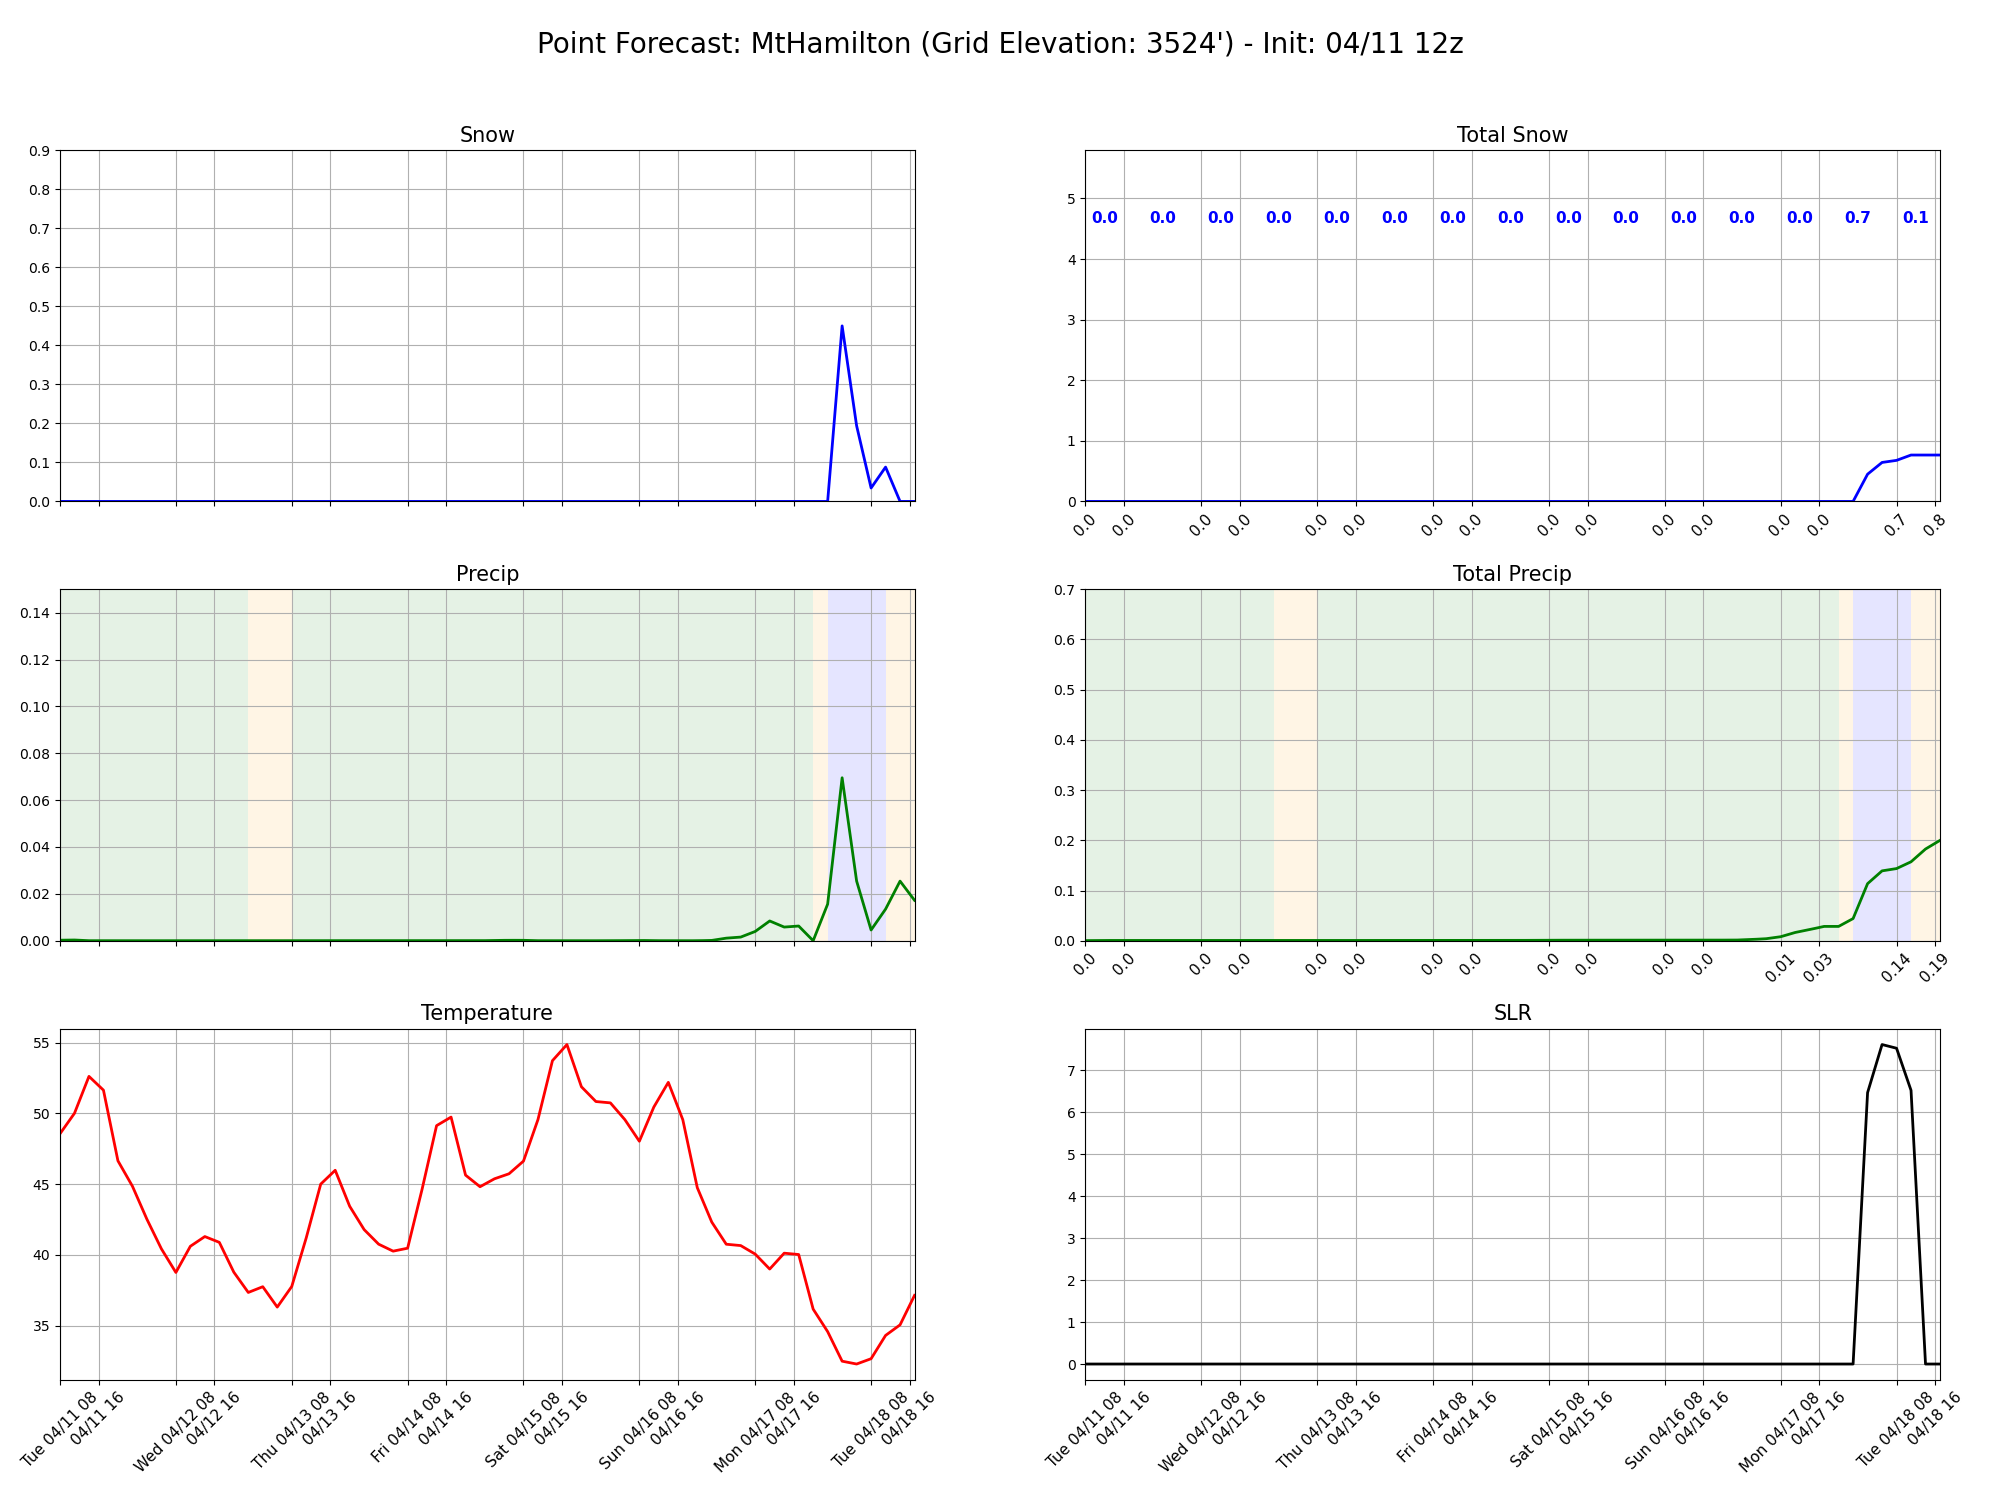 Point Forecast: MtHamilton (Grid Elevation: 3524') - Init: 04/11 12z
Snow
0.9
0.8
0.7
0.6
0.5
0.4
0.3
0.2
0.1
0.0
Total Snow
5
4
3
2
1
0
0.0 0.0 0.0 0.0 0.0 0.0 0.0 0.0 0.0 0.0 0.0 0.0 0.0 0.7 0.1
0.0 0.0 0.0 0.0 0.0 0.0 0.0 0.0 0.0 0.0 0.0 0.0 0.0 0.0 0.7 0.8
Precip
0.14
0.12
0.10
0.08
0.06
0.04
0.02
0.00
Total Precip
0.7
0.6
0.5
0.4
0.3
0.2
0.1
0.0
0.0 0.0 0.0 0.0 0.0 0.0 0.0 0.0 0.0 0.0 0.0 0.0 0.01 0.03 0.14 0.19
Temperature
55
50
45
40
35
Tue 04/11 08
04/11 16
Wed 04/12 08
04/12 16
Thu 04/13 08
04/13 16
Fri 04/14 08
04/14 16
Sat 04/15 08
04/15 16
Sun 04/16 08
04/16 16
Mon 04/17 08
04/17 16
Tue 04/18 08
04/18 16
SLR
7
6
5
4
3
2
1
0
Tue 04/11 08
04/11 16
Wed 04/12 08
04/12 16
Thu 04/13 08
04/13 16
Fri 04/14 08
04/14 16
Sat 04/15 08
04/15 16
Sun 04/16 08
04/16 16
Mon 04/17 08
04/17 16
Tue 04/18 08
04/18 16